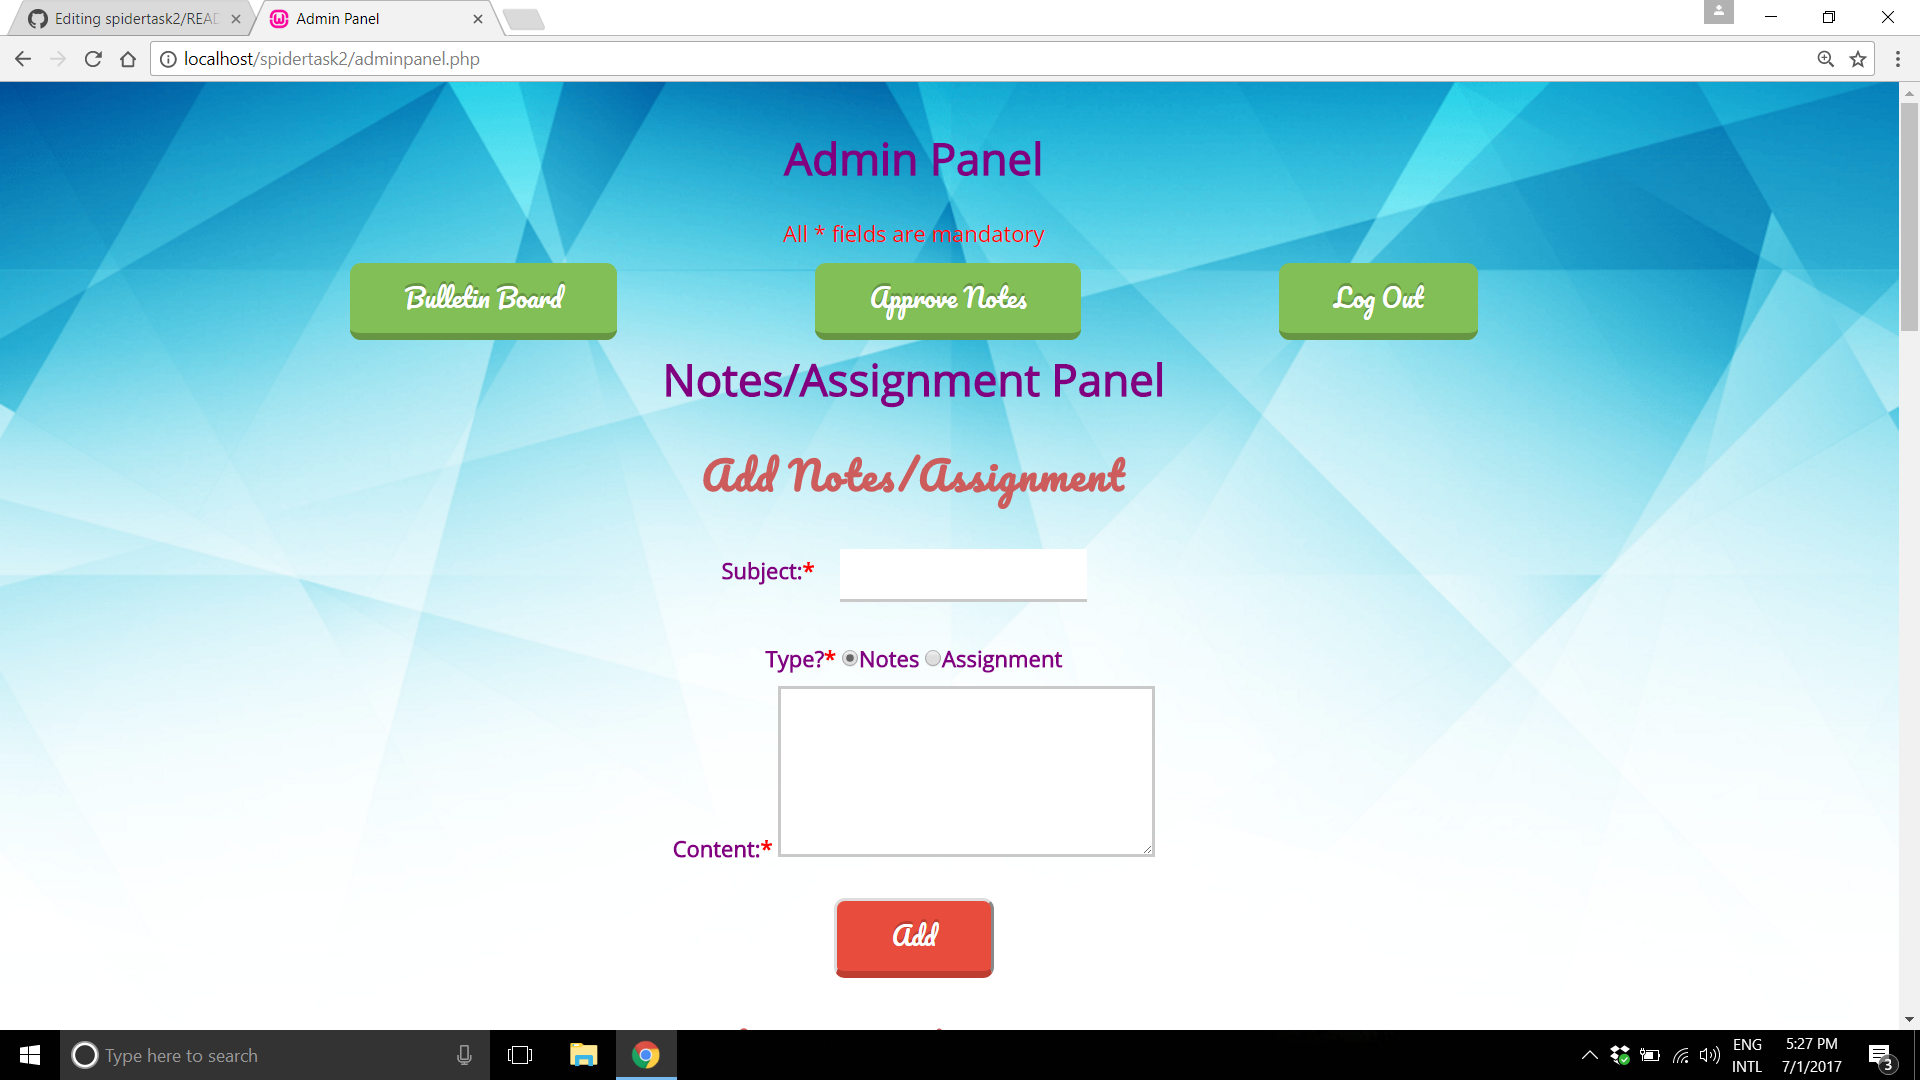 Editing spidertask2/READ
Admin Panel
localhost/spidertask2/adminpanel.php
Admin Panel
All * fields are mandatory
Bulletin Board
Approve Notes
Log Out
Notes/Assignment Panel
Add Notes/Assignment
Subject:*
Type?* Notes Assignment
Content:*
Add
Type here to search
ENG
INTL
5:27 PM
7/1/2017
3